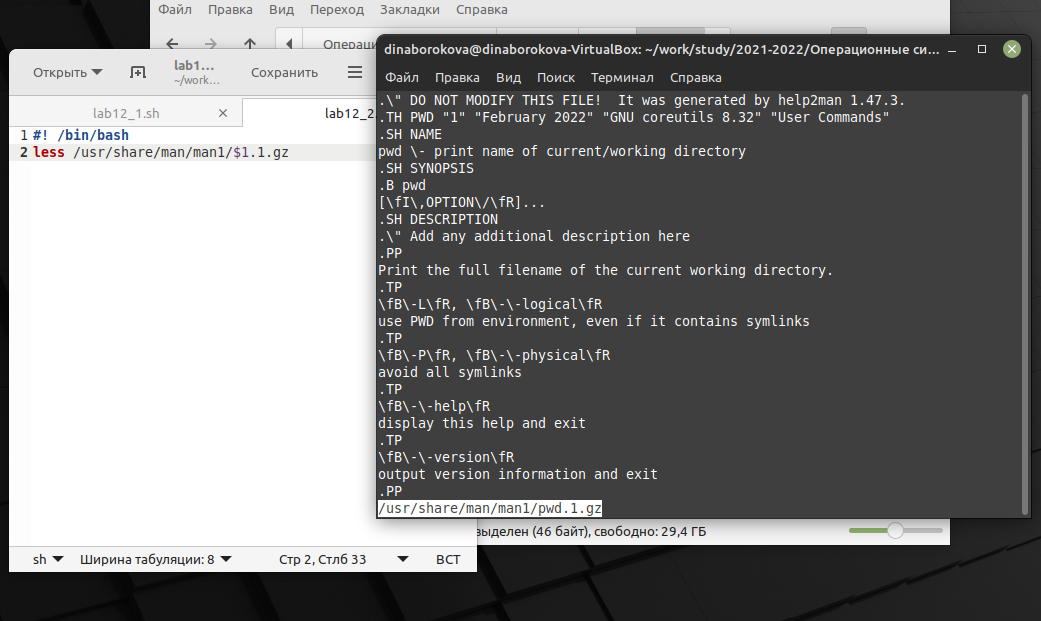 Файл Правка Вид Переход Закладки Справка
Операци
Открыть
lab1...
~/work...
Сохранить
lab12_1.sh
lab12_2
1 #! /bin/bash
2 less /usr/share/man/man1/$1.1.gz
sh Ширина табуляции: 8 Стр 2, Стлб 33 ВСТ
dinaborokova@dinaborokova-VirtualBox: ~/work/study/2021-2022/Операционные си...
Файл Правка Вид Поиск Терминал Справка
.\" DO NOT MODIFY THIS FILE!  It was generated by help2man 1.47.3.
.TH PWD "1" "February 2022" "GNU coreutils 8.32" "User Commands"
.SH NAME
pwd \- print name of current/working directory
.SH SYNOPSIS
.B pwd
[\fI\,OPTION\/\fR]...
.SH DESCRIPTION
.\" Add any additional description here
.PP
Print the full filename of the current working directory.
.TP
\fB\-L\fR, \fB\-\-logical\fR
use PWD from environment, even if it contains symlinks
.TP
\fB\-P\fR, \fB\-\-physical\fR
avoid all symlinks
.TP
\fB\-\-help\fR
display this help and exit
.TP
\fB\-\-version\fR
output version information and exit
.PP
/usr/share/man/man1/pwd.1.gz
выделен (46 байт), свободно: 29,4 ГБ